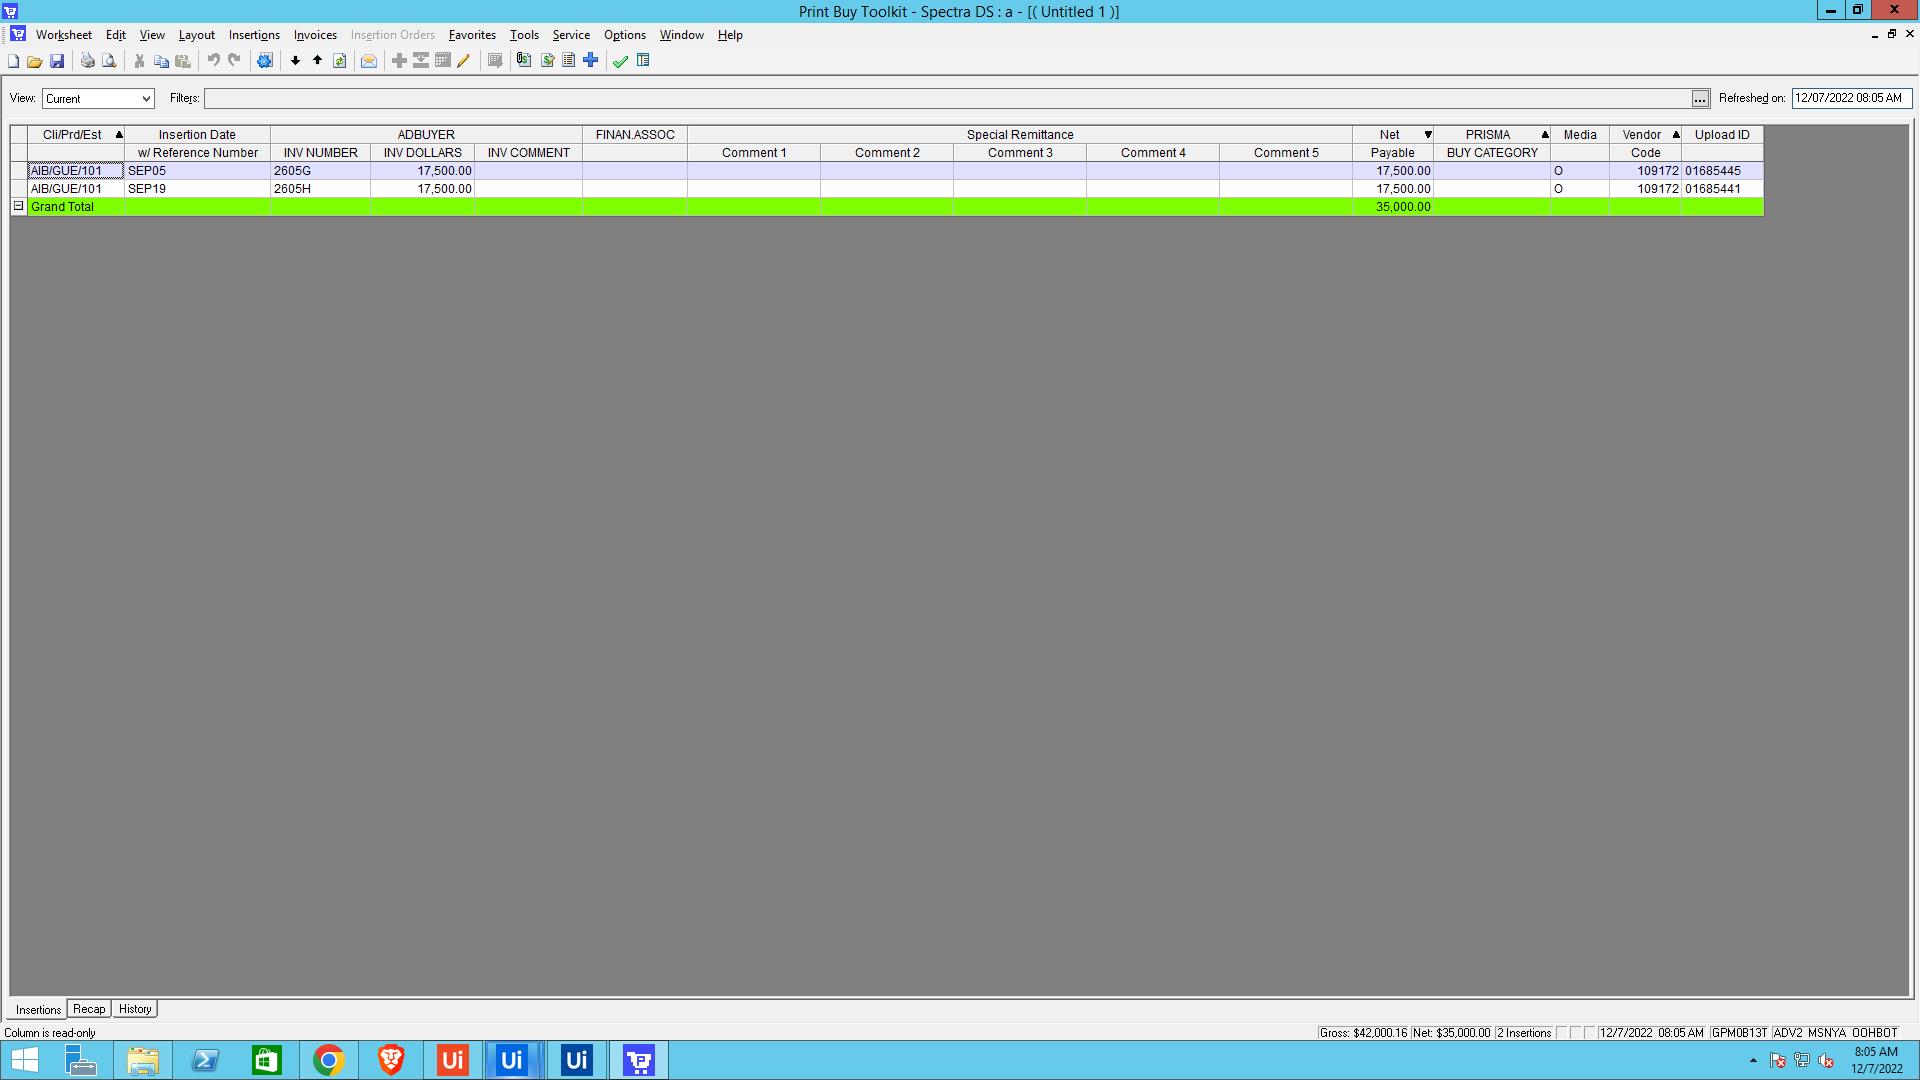 Print Buy Toolkit - Spectra DS : a - [( Untitled 1 )]
Worksheet Edit View Layout Insertions Invoices Insertion Orders Favorites Tools Service Options Window Help
View: Current Filters: ... Refreshed on: 12/07/2022 08:05 AM
Cli/Prd/Est Insertion Date ADBUYER FINAN.ASSOC Special Remittance Net PRISMA Media Vendor Upload ID
w/ Reference Number INV NUMBER INV DOLLARS INV COMMENT Comment 1 Comment 2 Comment 3 Comment 4 Comment 5 Payable BUY CATEGORY Code
AIB/GUE/101 SEP05 2605G 17,500.00 17,500.00 O 109172 01685445
AIB/GUE/101 SEP19 2605H 17,500.00 17,500.00 O 109172 01685441
Grand Total 35,000.00
Insertions Recap History
Column is read-only Gross: $42,000.16 Net: $35,000.00 2 Insertions 12/7/2022 08:05 AM GPM0B13T ADV2 MSNYA OOHBOT
Ui Ui Ui
8:05 AM
12/7/2022